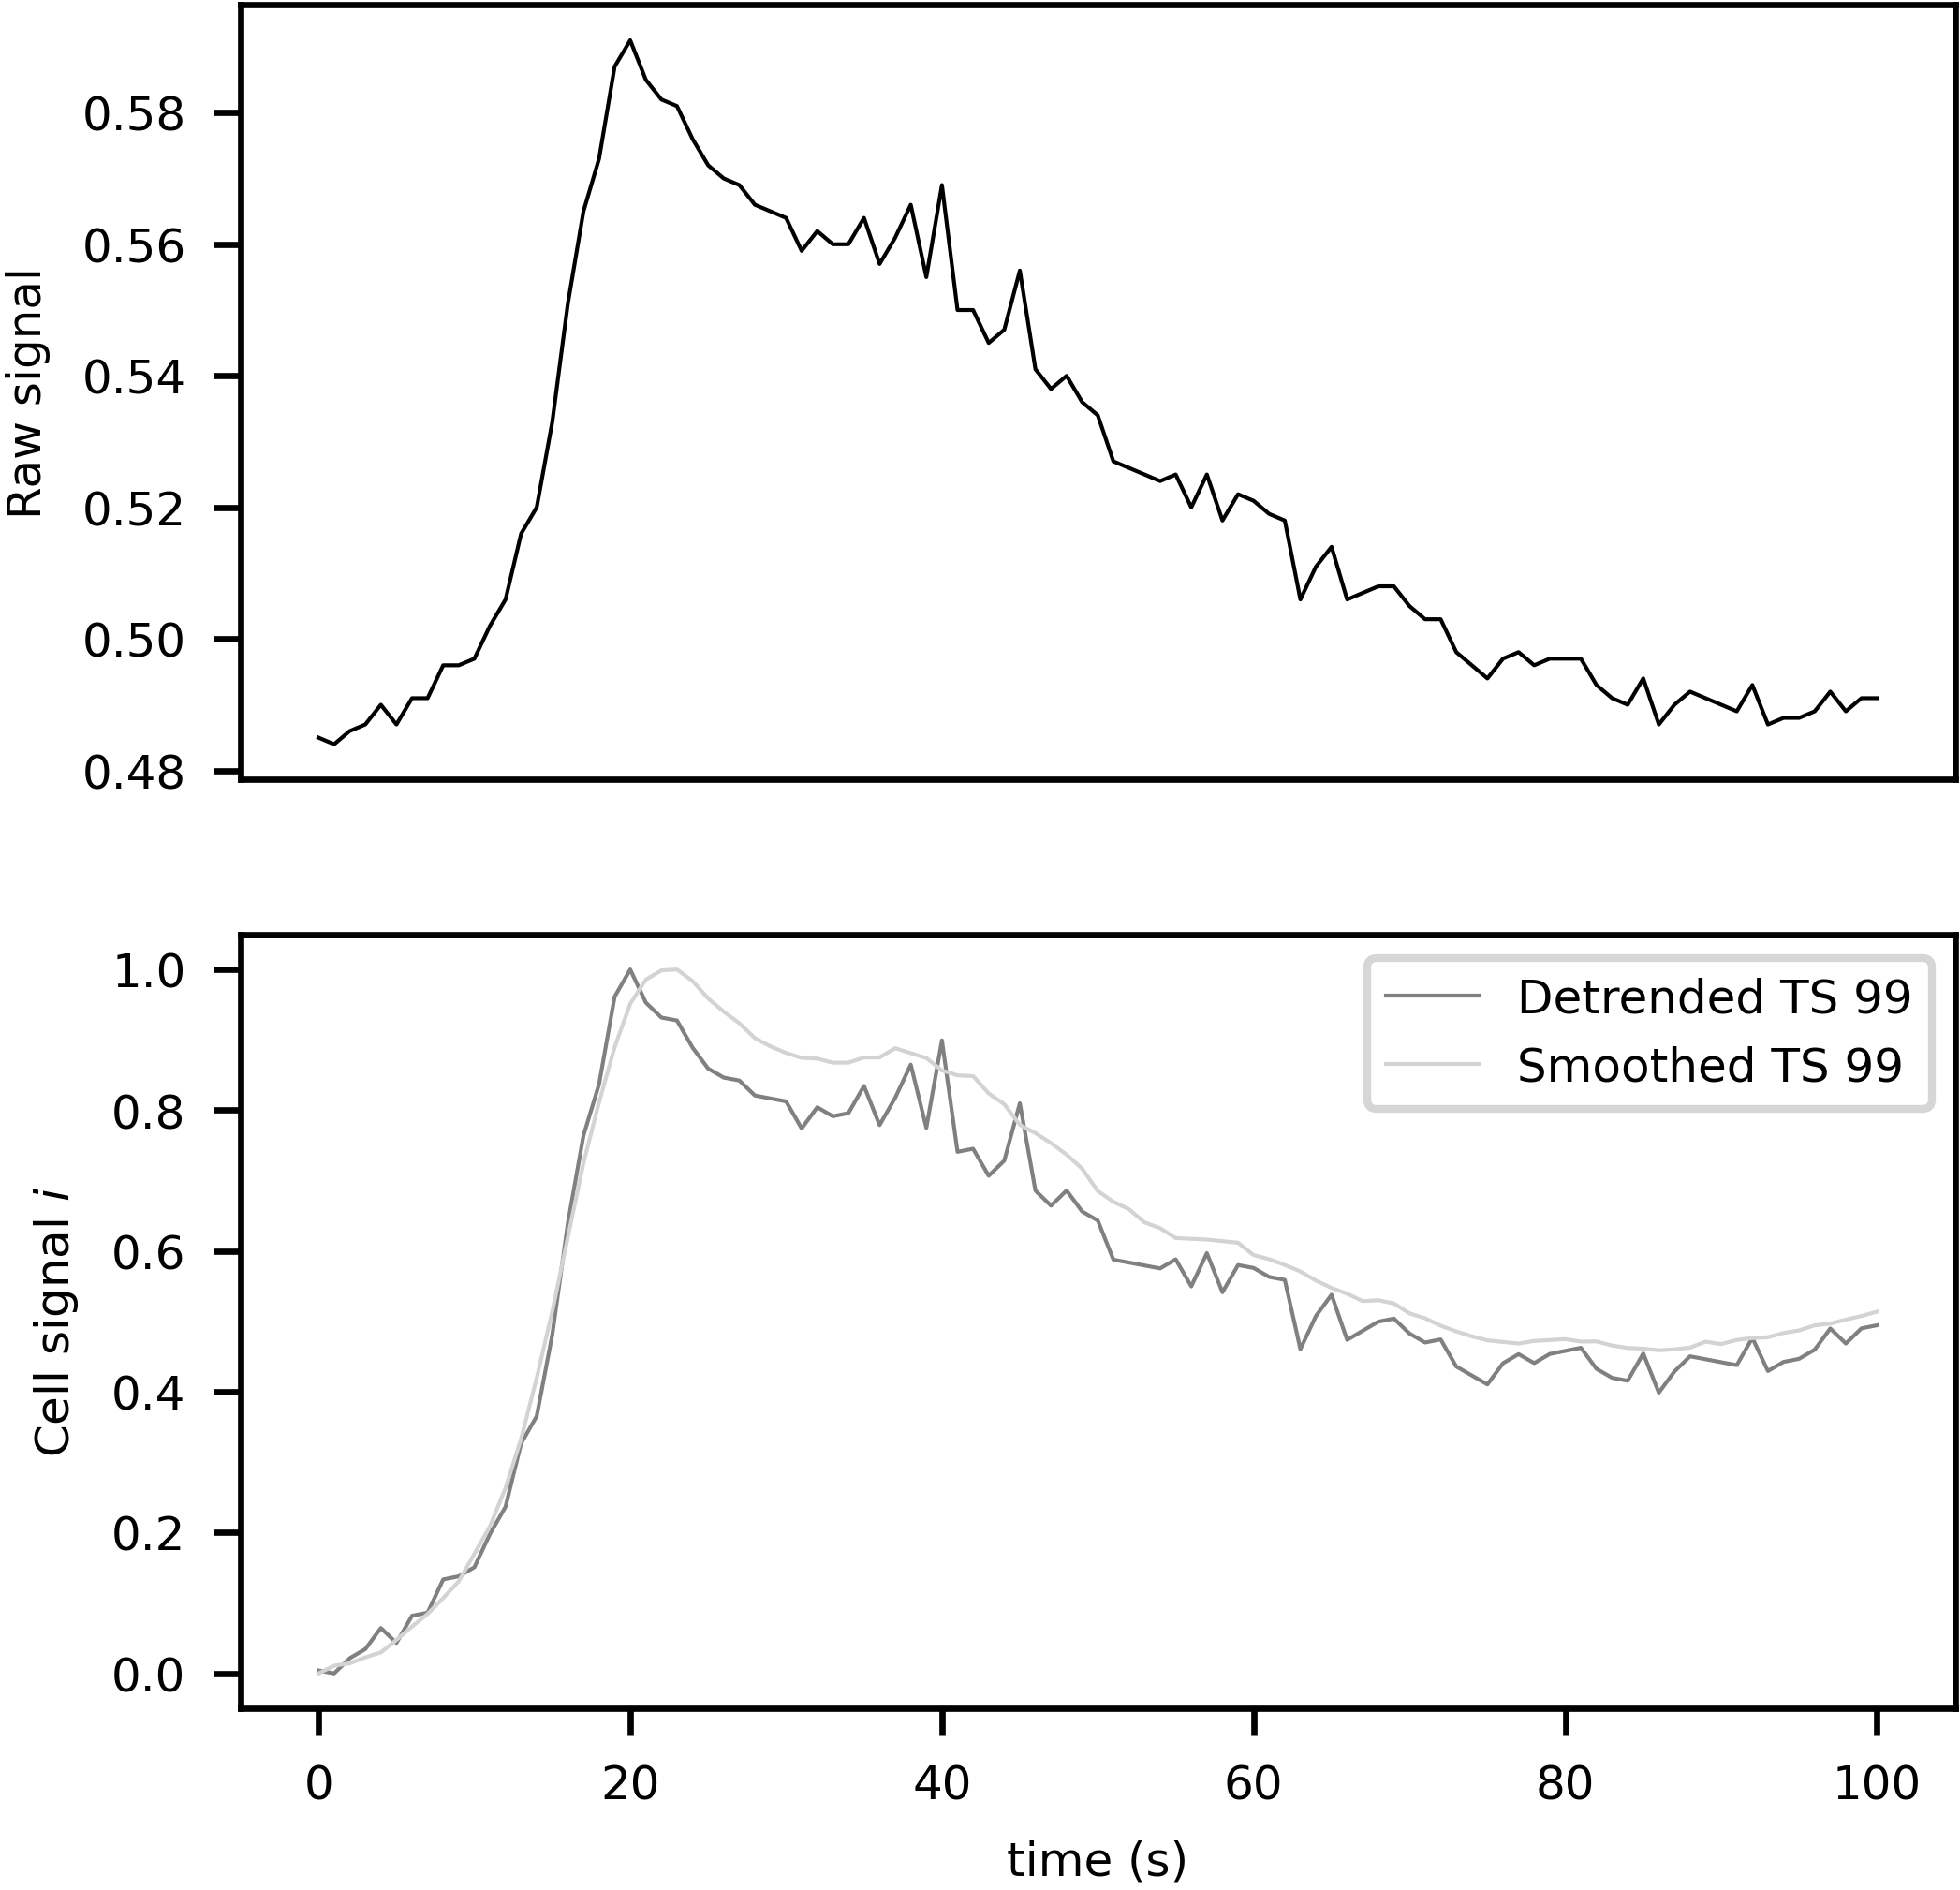 Raw signal
0.58
0.56
0.54
0.52
0.50
0.48
Cell signal i
1.0
0.8
0.6
0.4
0.2
0.0
Detrended TS 99
Smoothed TS 99
0 20 40 60 80 100
time (s)